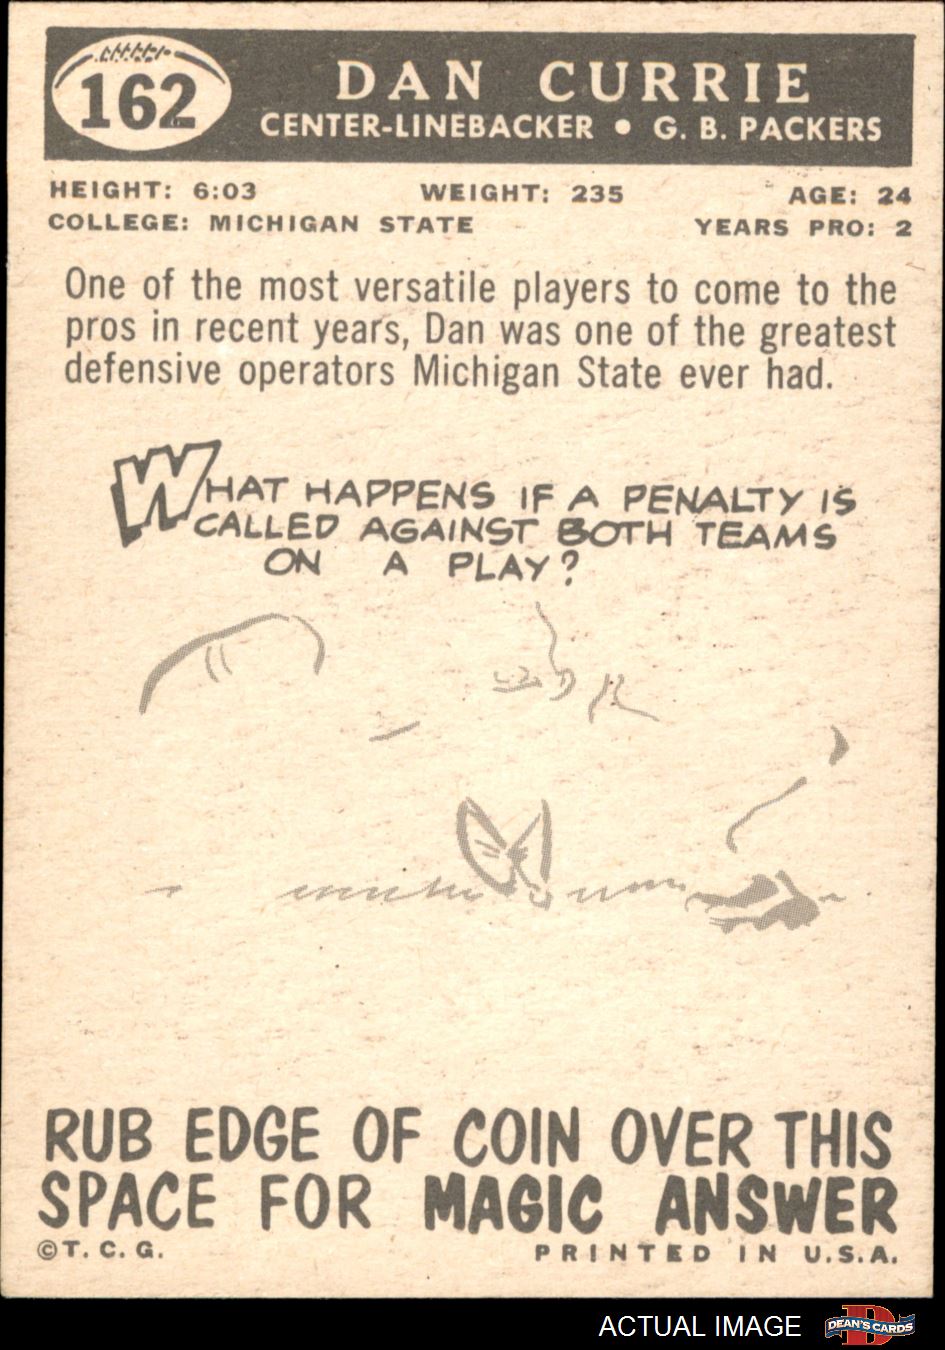 162
DAN CURRIE
CENTER-LINEBACKER • G. B. PACKERS
HEIGHT: 6:03 WEIGHT: 235 AGE: 24
COLLEGE: MICHIGAN STATE YEARS PRO: 2
One of the most versatile players to come to the
pros in recent years, Dan was one of the greatest
defensive operators Michigan State ever had.
WHAT HAPPENS IF A PENALTY IS
CALLED AGAINST BOTH TEAMS
ON A PLAY?
RUB EDGE OF COIN OVER THIS
SPACE FOR MAGIC ANSWER
©T. C. G. PRINTED IN U.S.A.
ACTUAL IMAGE DEAN'S CARDS